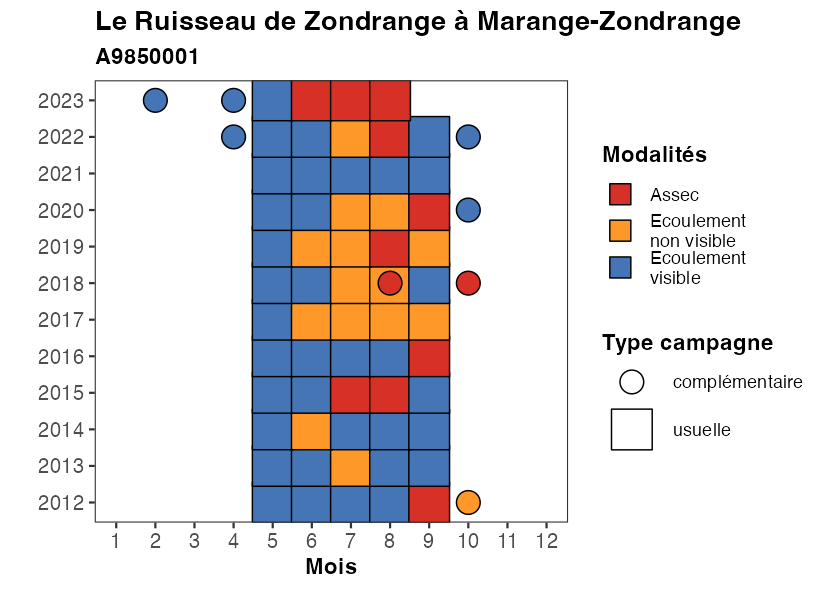 Le Ruisseau de Zondrange à Marange-Zondrange
A9850001
2023
2022
2021
2020
2019
2018
2017
2016
2015
2014
2013
2012
1 2 3 4 5 6 7 8 9 10 11 12
Mois
Modalités
Assec
Ecoulement
non visible
Ecoulement
visible
Type campagne
complémentaire
usuelle